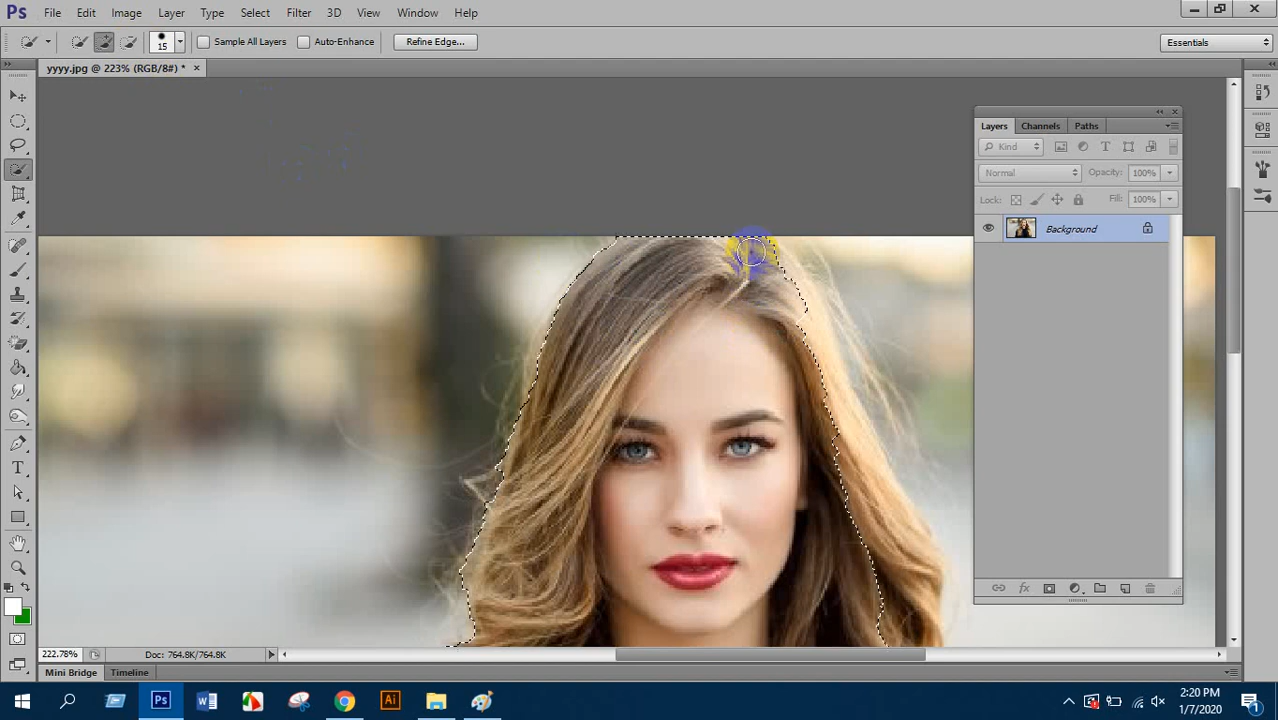 Ps File Edit Image Layer Type Select Filter 3D View Window Help
15 Sample All Layers Auto-Enhance Refine Edge... Essentials
yyyy.jpg @ 223% (RGB/8#) * ×
Layers Channels Paths
Kind
Normal Opacity: 100%
Lock: Fill: 100%
Background
222.78% Doc: 764.8K/764.8K
Mini Bridge Timeline
2:20 PM
1/7/2020